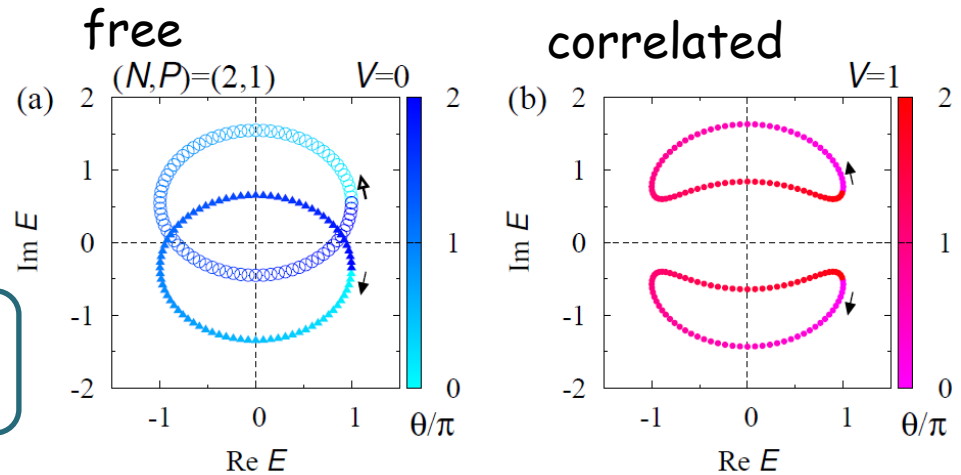 free
correlated
(N,P)=(2,1) V=0
V=1
(a)
2
1
0
-1
-2
Im E
-1
0
1
Re E
2
1
0
θ/π
(b)
2
1
0
-1
-2
Im E
-1
0
1
Re E
2
1
0
θ/π